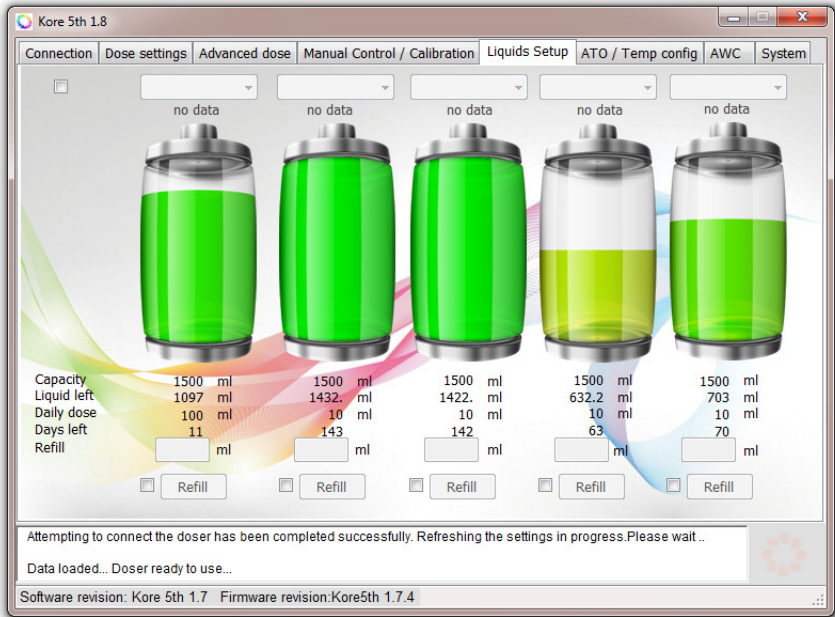 Kore 5th 1.8
Connection Dose settings Advanced dose Manual Control / Calibration Liquids Setup ATO / Temp config AWC System
no data no data no data no data no data
Capacity 1500 ml 1500 ml 1500 ml 1500 ml 1500 ml
Liquid left 1097 ml 1432. ml 1422. ml 632.2 ml 703 ml
Daily dose 100 ml 10 ml 10 ml 10 ml 10 ml
Days left 11 143 142 63 70
Refill ml ml ml ml ml
Refill Refill Refill Refill Refill
Attempting to connect the doser has been completed successfully. Refreshing the settings in progress.Please wait ..
Data loaded... Doser ready to use...
Software revision: Kore 5th 1.7 Firmware revision:Kore5th 1.7.4